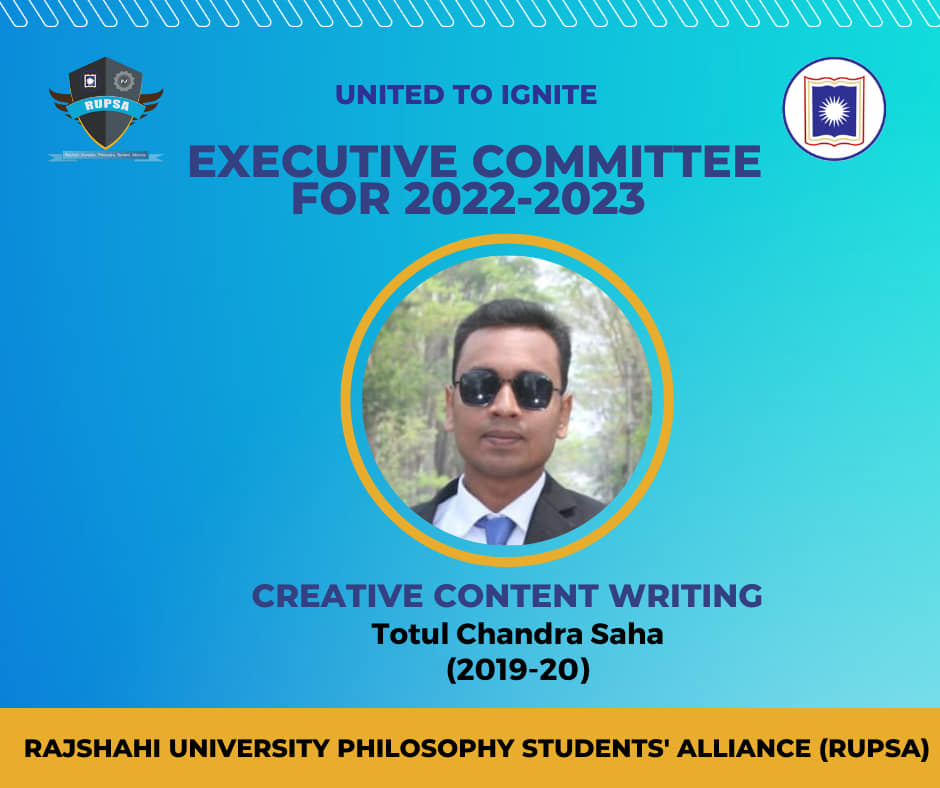 RUPSA
UNITED TO IGNITE
EXECUTIVE COMMITTEE
FOR 2022-2023
CREATIVE CONTENT WRITING
Totul Chandra Saha
(2019-20)
RAJSHAHI UNIVERSITY PHILOSOPHY STUDENTS' ALLIANCE (RUPSA)